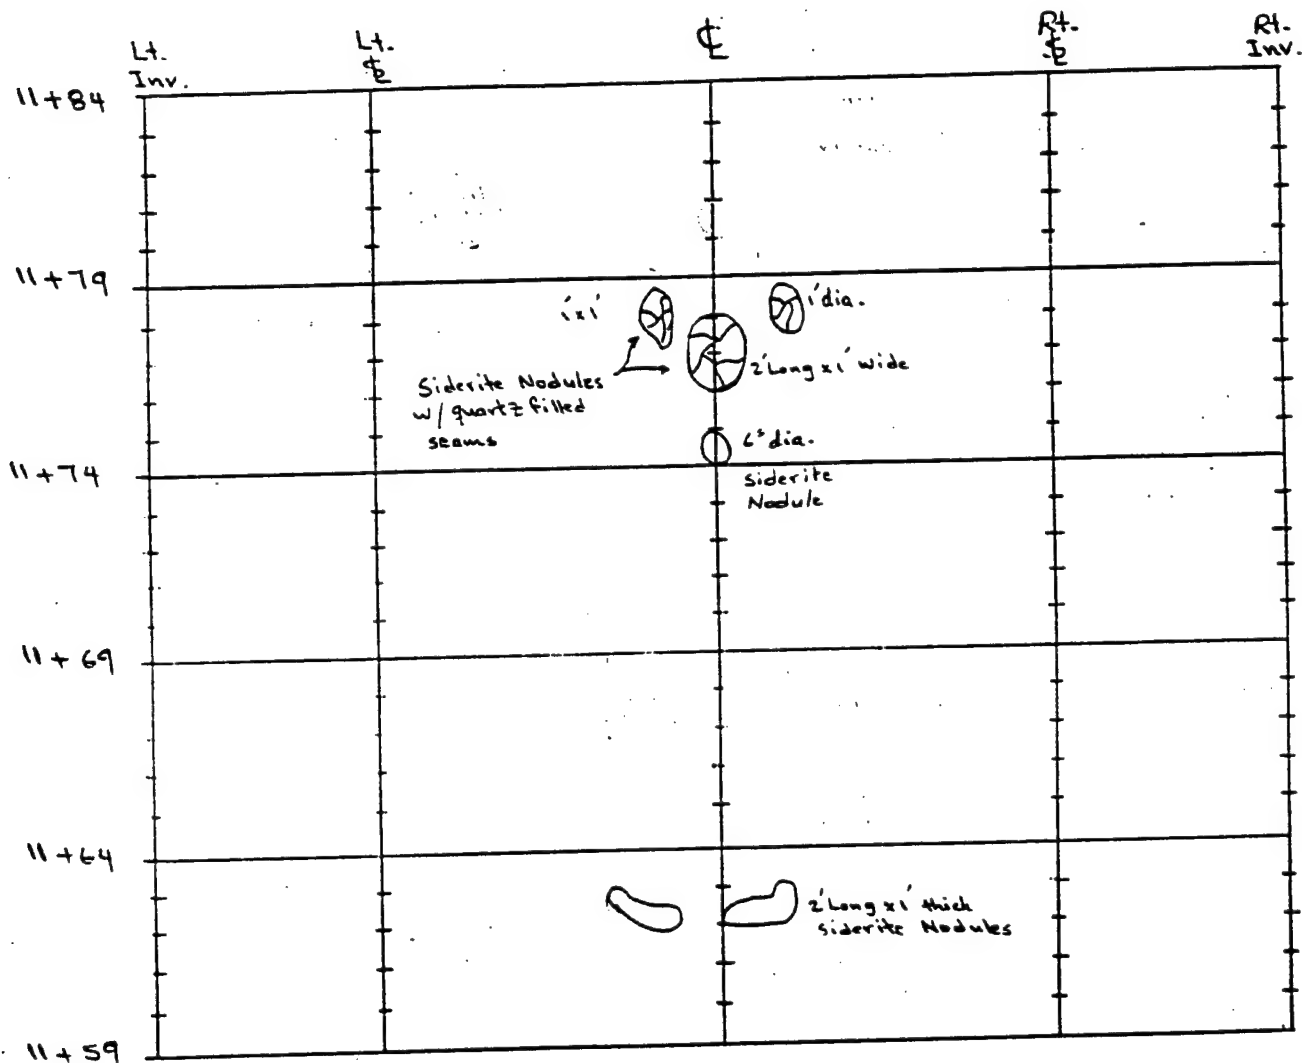 Lt.
Inv.
Lt.
℄
℄
Rt.
℄
Rt.
Inv.
11+84
11+79
1'x1'
1'dia.
2'Long x1' wide
Siderite Nodules
w/quartz filled
seams
6" dia.
11+74
Siderite
Nodule
11+69
11+64
2'Long x1' thick
Siderite Nodules
11+59